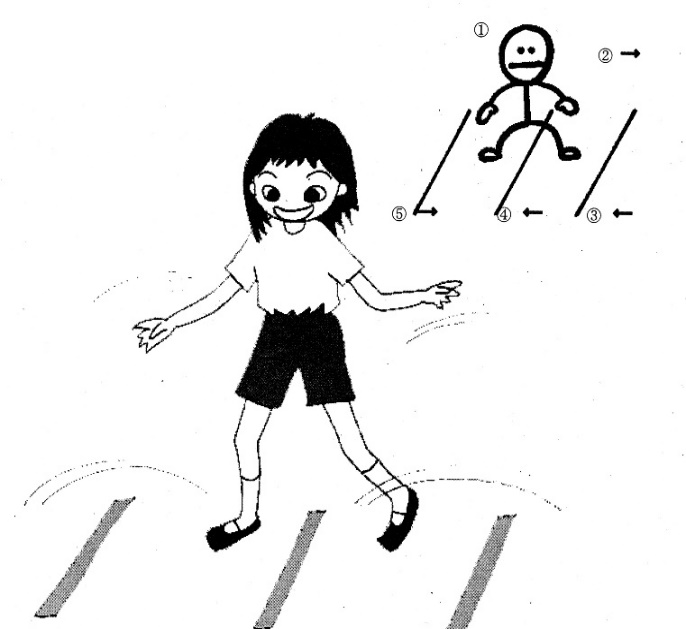 ①
② →
⑤ → ④ ← ③ ←